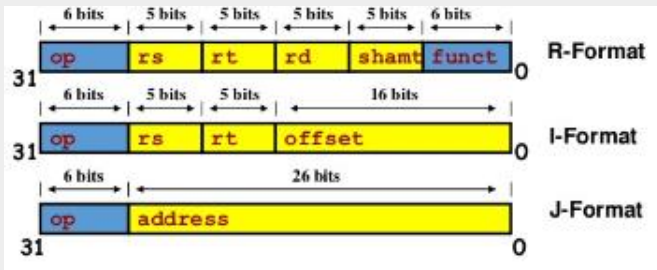 6 bits 5 bits 5 bits 5 bits 5 bits 6 bits
op rs rt rd shamt funct R-Format
31 0
6 bits 5 bits 5 bits 16 bits
op rs rt offset I-Format
31 0
6 bits 26 bits
op address J-Format
31 0